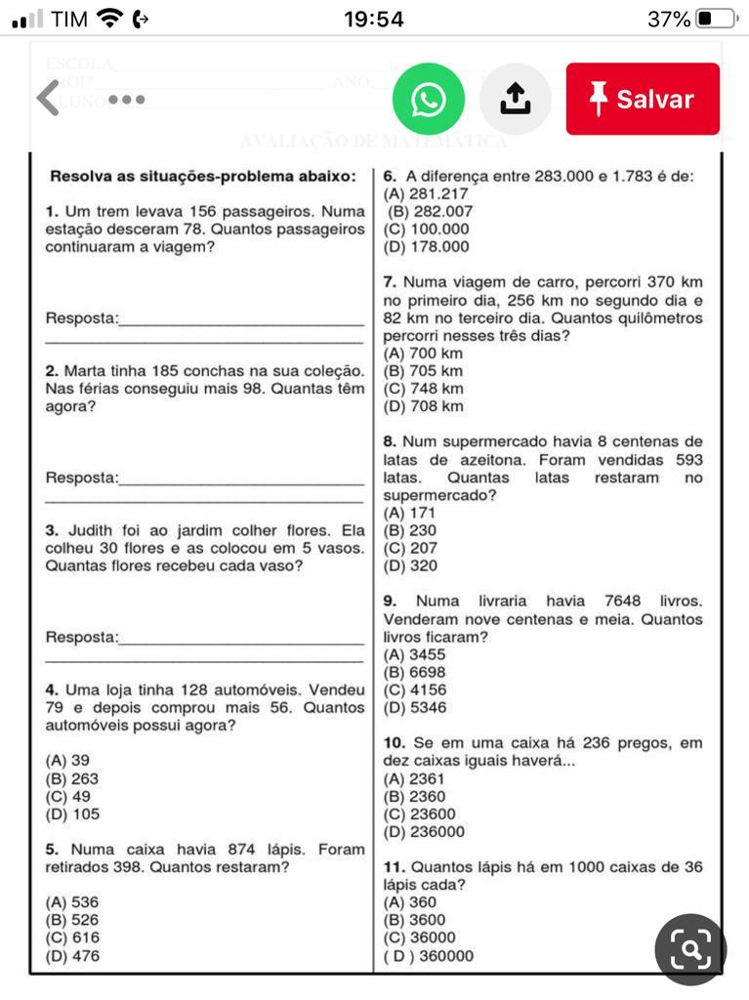 TIM 19:54 37%
ESCOLA
ANO:
Salvar
AVALIAÇÃO DE MATEMÁTICA
Resolva as situações-problema abaixo:
1. Um trem levava 156 passageiros. Numa
estação desceram 78. Quantos passageiros
continuaram a viagem?
Resposta:
2. Marta tinha 185 conchas na sua coleção.
Nas férias conseguiu mais 98. Quantas têm
agora?
Resposta:
3. Judith foi ao jardim colher flores. Ela
colheu 30 flores e as colocou em 5 vasos.
Quantas flores recebeu cada vaso?
Resposta:
4. Uma loja tinha 128 automóveis. Vendeu
79 e depois comprou mais 56. Quantos
automóveis possui agora?
(A) 39
(B) 263
(C) 49
(D) 105
5. Numa caixa havia 874 lápis. Foram
retirados 398. Quantos restaram?
(A) 536
(B) 526
(C) 616
(D) 476
6. A diferença entre 283.000 e 1.783 é de:
(A) 281.217
(B) 282.007
(C) 100.000
(D) 178.000
7. Numa viagem de carro, percorri 370 km
no primeiro dia, 256 km no segundo dia e
82 km no terceiro dia. Quantos quilômetros
percorri nesses três dias?
(A) 700 km
(B) 705 km
(C) 748 km
(D) 708 km
8. Num supermercado havia 8 centenas de
latas de azeitona. Foram vendidas 593
latas. Quantas latas restaram no
supermercado?
(A) 171
(B) 230
(C) 207
(D) 320
9. Numa livraria havia 7648 livros.
Venderam nove centenas e meia. Quantos
livros ficaram?
(A) 3455
(B) 6698
(C) 4156
(D) 5346
10. Se em uma caixa há 236 pregos, em
dez caixas iguais haverá...
(A) 2361
(B) 2360
(C) 23600
(D) 236000
11. Quantos lápis há em 1000 caixas de 36
lápis cada?
(A) 360
(B) 3600
(C) 36000
( D ) 360000